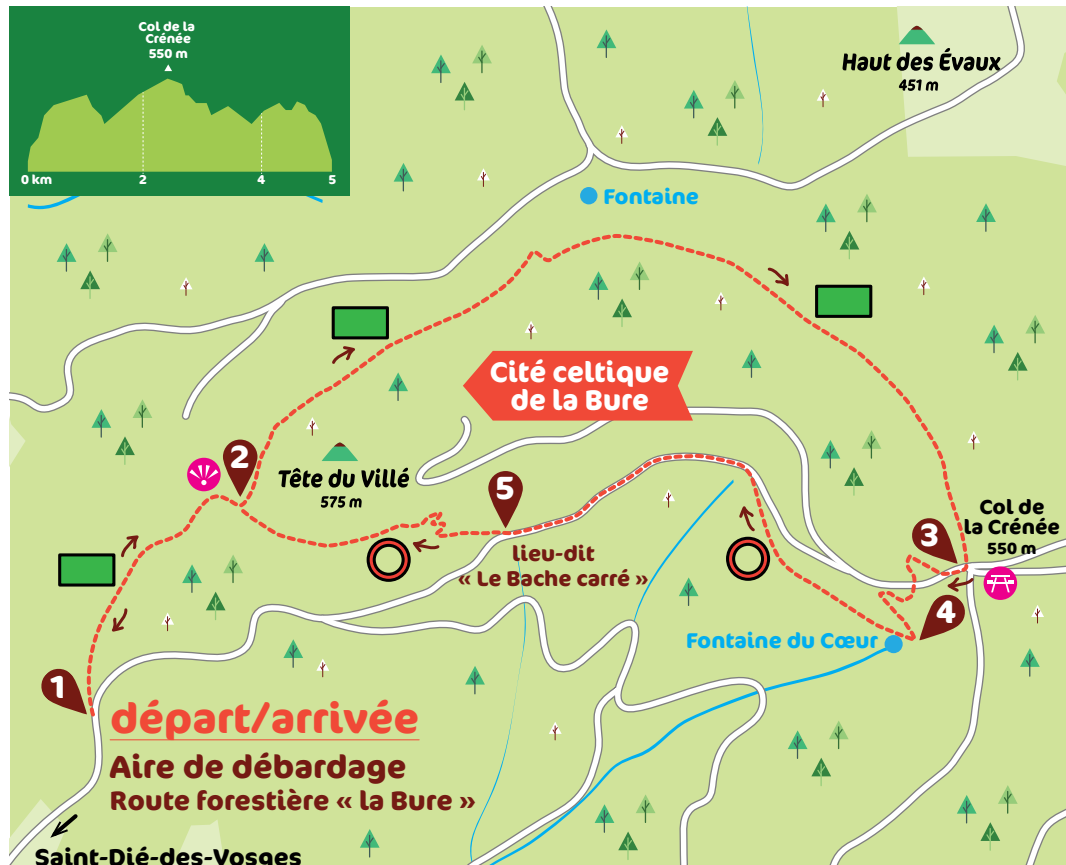 Col de la
Crénée
550 m
0 km
2
4
5
Haut des Évaux
451 m
Fontaine
Cité celtique
de la Bure
2
Tête du Villé
575 m
5
lieu-dit
« Le Bache carré »
Col de
la Crénée
550 m
3
4
Fontaine du Cœur
1
départ/arrivée
Aire de débardage
Route forestière « la Bure »
Saint-Dié-des-Vosges